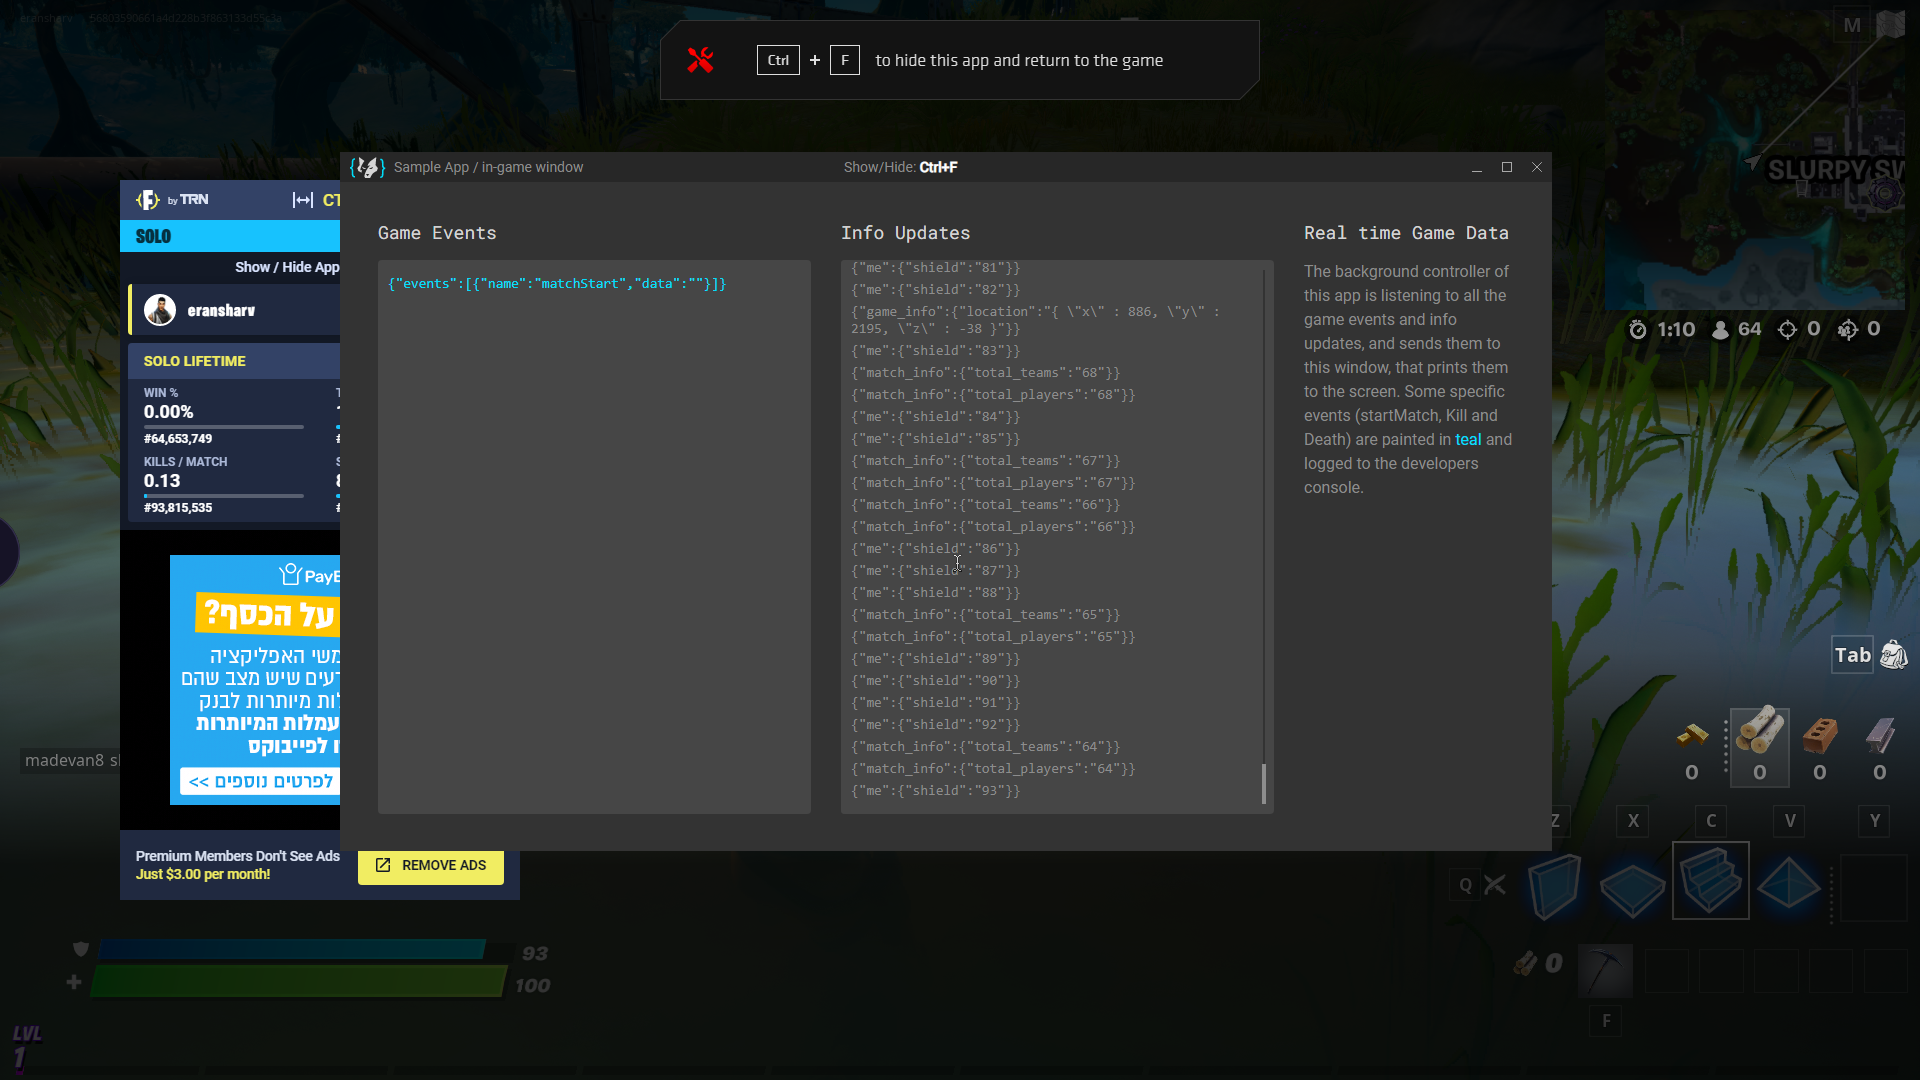 eransharv 56803590661a4d228b3f863133d55c3a
Ctrl + F to hide this app and return to the game
M
Sample App / in-game window
Show/Hide: Ctrl+F
by TRN
SOLO
Show / Hide App
eransharv
SOLO LIFETIME
WIN %
0.00%
#64,653,749
KILLS / MATCH
0.13
#93,815,535
על הכסף?
לות מיותרות לבנק
עמלות המיותרות
לפייבוקס
לפרטים נוספים >>
Premium Members Don't See Ads
Just $3.00 per month!
REMOVE ADS
Game Events
{"events":[{"name":"matchStart","data":""}]}
Info Updates
{"me":{"shield":"81"}}
{"me":{"shield":"82"}}
{"game_info":{"location":"{ \"x\" : 886, \"y\" :
2195, \"z\" : -38 }"}}
{"me":{"shield":"83"}}
{"match_info":{"total_teams":"68"}}
{"match_info":{"total_players":"68"}}
{"me":{"shield":"84"}}
{"me":{"shield":"85"}}
{"match_info":{"total_teams":"67"}}
{"match_info":{"total_players":"67"}}
{"match_info":{"total_teams":"66"}}
{"match_info":{"total_players":"66"}}
{"me":{"shield":"86"}}
{"me":{"shield":"87"}}
{"me":{"shield":"88"}}
{"match_info":{"total_teams":"65"}}
{"match_info":{"total_players":"65"}}
{"me":{"shield":"89"}}
{"me":{"shield":"90"}}
{"me":{"shield":"91"}}
{"me":{"shield":"92"}}
{"match_info":{"total_teams":"64"}}
{"match_info":{"total_players":"64"}}
{"me":{"shield":"93"}}
Real time Game Data
The background controller of
this app is listening to all the
game events and info
updates, and sends them to
this window, that prints them
to the screen. Some specific
events (startMatch, Kill and
Death) are painted in teal and
logged to the developers
console.
SLURPY SW
1:10 64 0 0
Tab
0 0 0 0
Z X C V Y
Q
0
F
madevan8
93
100
LVL
1